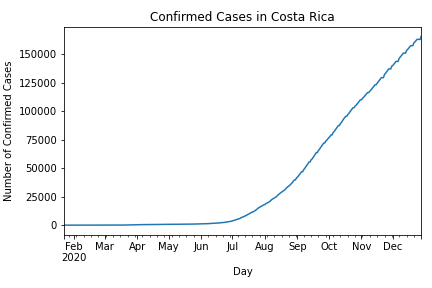 Confirmed Cases in Costa Rica
Number of Confirmed Cases
150000
125000
100000
75000
50000
25000
0
Feb Mar Apr May Jun Jul Aug Sep Oct Nov Dec
2020
Day